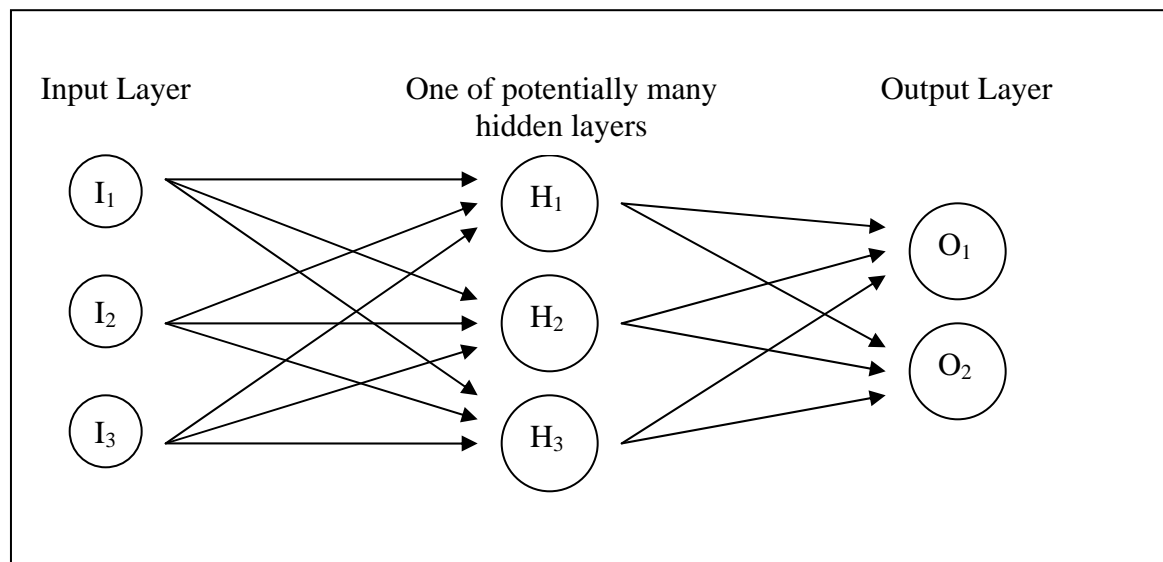 Input Layer
One of potentially many
hidden layers
Output Layer
I₁
H₁
O₁
I₂
H₂
O₂
I₃
H₃